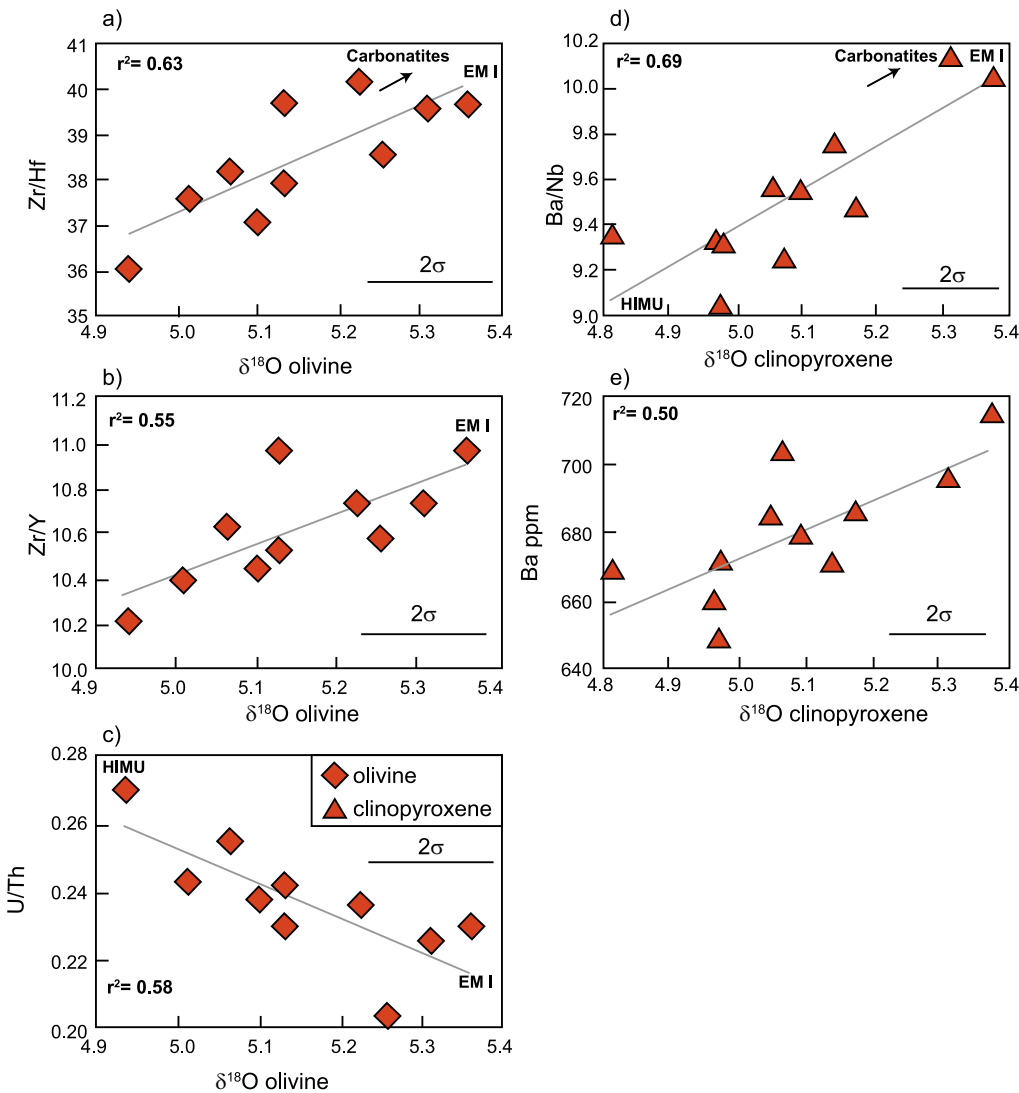 a)
41
40
39
38
37
36
35
r²= 0.63
Carbonatites
EM I
2σ
Zr/Hf
4.9 5.0 5.1 5.2 5.3 5.4
δ¹⁸O olivine
b)
11.2
11.0
10.8
10.6
10.4
10.2
10.0
r²= 0.55
EM I
2σ
Zr/Y
4.9 5.0 5.1 5.2 5.3 5.4
δ¹⁸O olivine
c)
0.28
0.26
0.24
0.22
0.20
HIMU
olivine
clinopyroxene
2σ
EM I
r²= 0.58
U/Th
4.9 5.0 5.1 5.2 5.3 5.4
δ¹⁸O olivine
d)
10.2
10.0
9.8
9.6
9.4
9.2
9.0
r²= 0.69
Carbonatites
EM I
HIMU
2σ
Ba/Nb
4.8 4.9 5.0 5.1 5.2 5.3 5.4
δ¹⁸O clinopyroxene
e)
720
700
680
660
640
r²= 0.50
2σ
Ba ppm
4.8 4.9 5.0 5.1 5.2 5.3 5.4
δ¹⁸O clinopyroxene